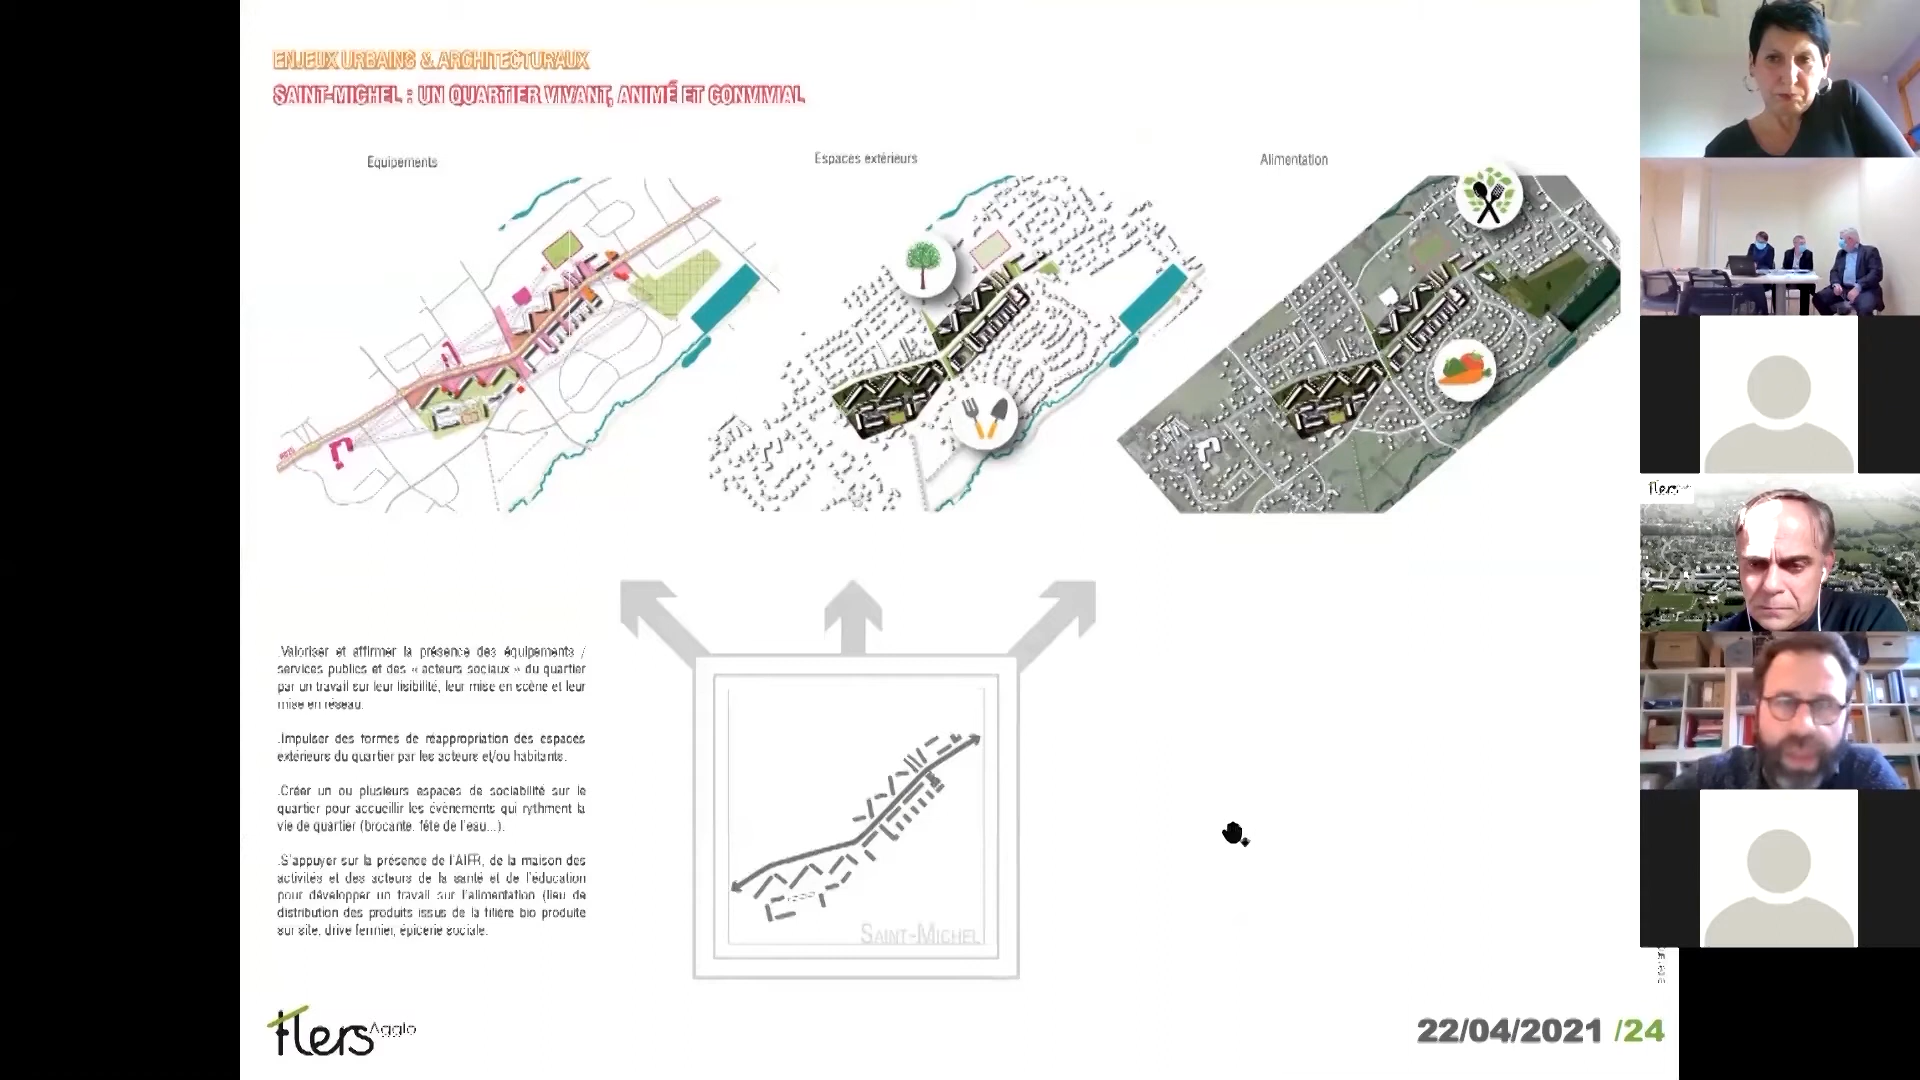 ENJEUX URBAINS & ARCHITECTURAUX
SAINT-MICHEL : UN QUARTIER VIVANT, ANIMÉ ET CONVIVIAL
Equipements
Espaces extérieurs
Alimentation
.Valoriser et affirmer la présence des équipements /
services publics et des « acteurs sociaux » du quartier
par un travail sur leur lisibilité, leur mise en scène et leur
mise en réseau.
.Impulser des formes de réappropriation des espaces
extérieurs du quartier par les acteurs et/ou habitants.
.Créer un ou plusieurs espaces de sociabilité sur le
quartier pour accueillir les évènements qui rythment la
vie de quartier (brocante, fête de l'eau...).
.S'appuyer sur la présence de l'AIFR, de la maison des
activités et des acteurs de la santé et de l'éducation
pour développer un travail sur l'alimentation (lieu de
distribution des produits issus de la filière bio produite
sur site, drive fermier, épicerie sociale.
SAINT-MICHEL
flers Agglo
22/04/2021 /24
flers